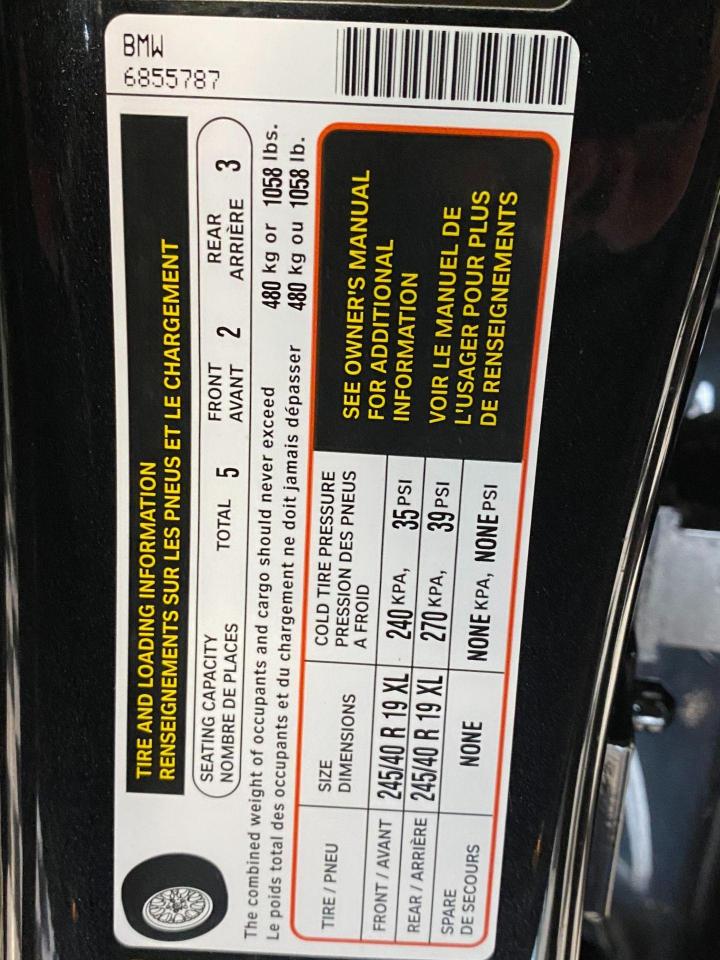 BMW
6855787
TIRE AND LOADING INFORMATION
RENSEIGNEMENTS SUR LES PNEUS ET LE CHARGEMENT
SEATING CAPACITY TOTAL 5 FRONT 2 REAR 3
NOMBRE DE PLACES AVANT ARRIÈRE
The combined weight of occupants and cargo should never exceed 480 kg or 1058 lbs.
Le poids total des occupants et du chargement ne doit jamais dépasser 480 kg ou 1058 lb.
TIRE / PNEU
SIZE
DIMENSIONS
COLD TIRE PRESSURE
PRESSION DES PNEUS
A FROID
FRONT / AVANT 245/40 R 19 XL 240 KPA, 35 PSI
REAR / ARRIÈRE 245/40 R 19 XL 270 KPA, 39 PSI
SPARE
DE SECOURS NONE NONE KPA, NONE PSI
SEE OWNER'S MANUAL
FOR ADDITIONAL
INFORMATION
VOIR LE MANUEL DE
L'USAGER POUR PLUS
DE RENSEIGNEMENTS